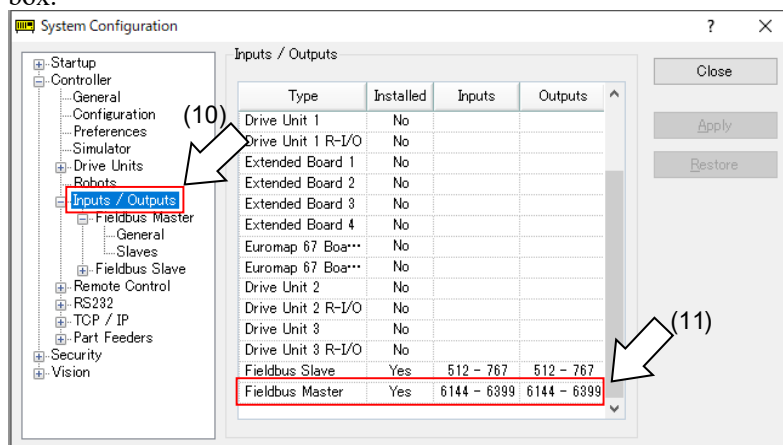 box.
System Configuration ? ×
Startup
Controller
General
Configuration
Preferences
Simulator
Drive Units
Robots
Inputs / Outputs
Fieldbus Master
General
Slaves
Fieldbus Slave
Remote Control
RS232
TCP / IP
Part Feeders
Security
Vision
(10)
Inputs / Outputs
Type Installed Inputs Outputs
Drive Unit 1 No
Drive Unit 1 R-I/O No
Extended Board 1 No
Extended Board 2 No
Extended Board 3 No
Extended Board 4 No
Euromap 67 Boa… No
Euromap 67 Boa… No
Drive Unit 2 No
Drive Unit 2 R-I/O No
Drive Unit 3 No
Drive Unit 3 R-I/O No
Fieldbus Slave Yes 512 - 767 512 - 767
Fieldbus Master Yes 6144 - 6399 6144 - 6399
(11)
Close
Apply
Restore